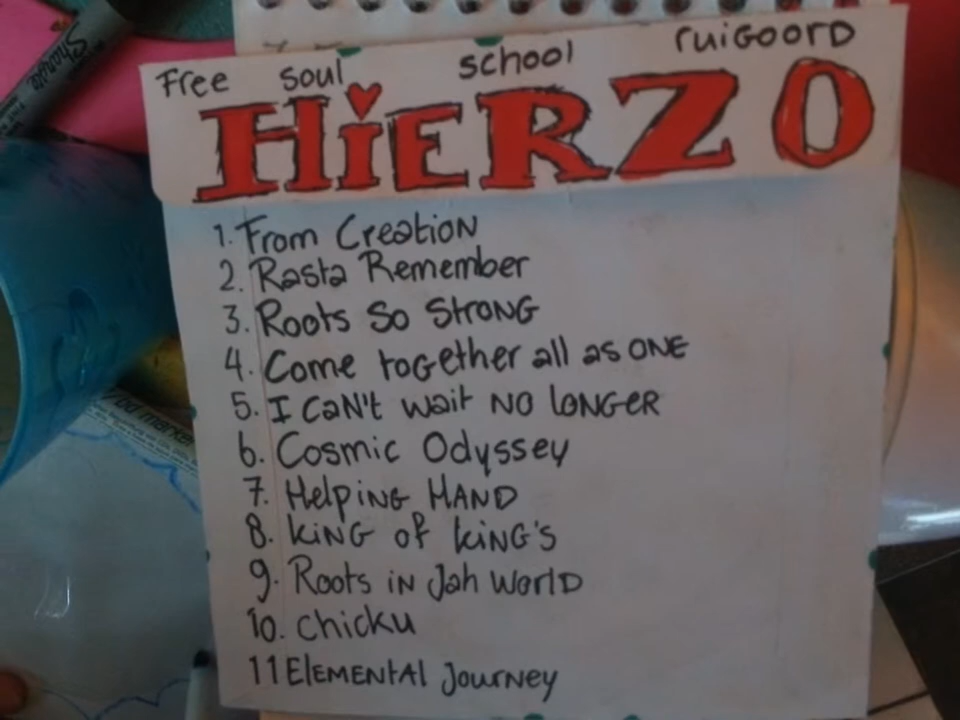 Sharpie
Free soul school ruigoord
HiERZO
1. From Creation
2. Rasta Remember
3. Roots So Strong
4. Come together all as ONE
5. I CaN't wait NO loNGER
6. Cosmic Odyssey
7. Helping HAND
8. kiNG of kiNG's
9. Roots in Jah World
10. Chicku
11 ElEMENtAl Journey
marker